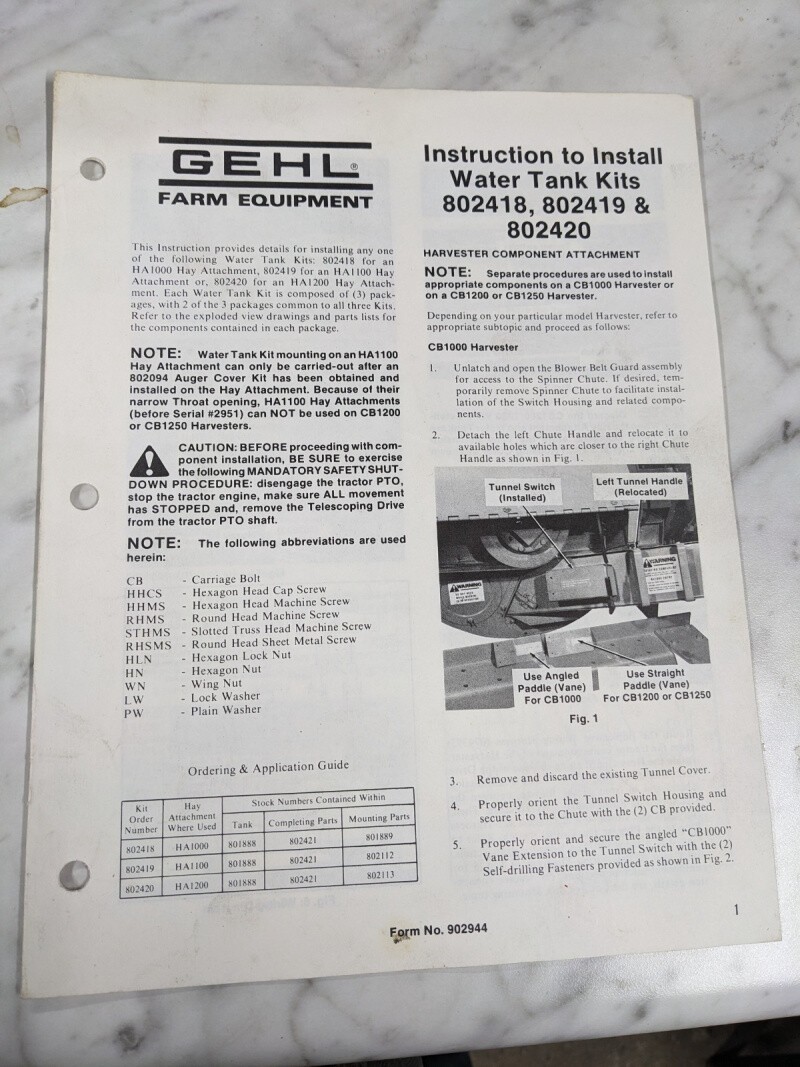 GEHL®
FARM EQUIPMENT
This Instruction provides details for installing any one
of the following Water Tank Kits: 802418 for an
HA1000 Hay Attachment, 802419 for an HA1100 Hay
Attachment or, 802420 for an HA1200 Hay Attach-
ment. Each Water Tank Kit is composed of (3) pack-
ages, with 2 of the 3 packages common to all three Kits.
Refer to the exploded view drawings and parts lists for
the components contained in each package.
NOTE: Water Tank Kit mounting on an HA1100
Hay Attachment can only be carried-out after an
802094 Auger Cover Kit has been obtained and
installed on the Hay Attachment. Because of their
narrow Throat opening, HA1100 Hay Attachments
(before Serial #2951) can NOT be used on CB1200
or CB1250 Harvesters.
CAUTION: BEFORE proceeding with com-
ponent installation, BE SURE to exercise
the following MANDATORY SAFETY SHUT-
DOWN PROCEDURE: disengage the tractor PTO,
stop the tractor engine, make sure ALL movement
has STOPPED and, remove the Telescoping Drive
from the tractor PTO shaft.
NOTE: The following abbreviations are used
herein:
CB - Carriage Bolt
HHCS - Hexagon Head Cap Screw
HHMS - Hexagon Head Machine Screw
RHMS - Round Head Machine Screw
STHMS - Slotted Truss Head Machine Screw
RHSMS - Round Head Sheet Metal Screw
HLN - Hexagon Lock Nut
HN - Hexagon Nut
WN - Wing Nut
LW - Lock Washer
PW - Plain Washer
Ordering & Application Guide
Kit Order Number Hay Attachment Where Used Stock Numbers Contained Within
Tank Completing Parts Mounting Parts
802418 HA1000 801888 802421 801889
802419 HA1100 801888 802421 802112
802420 HA1200 801888 802421 802113
Instruction to Install
Water Tank Kits
802418, 802419 &
802420
HARVESTER COMPONENT ATTACHMENT
NOTE: Separate procedures are used to install
appropriate components on a CB1000 Harvester or
on a CB1200 or CB1250 Harvester.
Depending on your particular model Harvester, refer to
appropriate subtopic and proceed as follows:
CB1000 Harvester
1. Unlatch and open the Blower Belt Guard assembly
for access to the Spinner Chute. If desired, tem-
porarily remove Spinner Chute to facilitate instal-
lation of the Switch Housing and related compo-
nents.
2. Detach the left Chute Handle and relocate it to
available holes which are closer to the right Chute
Handle as shown in Fig. 1.
Tunnel Switch
(Installed)
Left Tunnel Handle
(Relocated)
WARNING
WARNING
Use Angled
Paddle (Vane)
For CB1000
Use Straight
Paddle (Vane)
For CB1200 or CB1250
Fig. 1
3. Remove and discard the existing Tunnel Cover.
4. Properly orient the Tunnel Switch Housing and
secure it to the Chute with the (2) CB provided.
5. Properly orient and secure the angled "CB1000"
Vane Extension to the Tunnel Switch with the (2)
Self-drilling Fasteners provided as shown in Fig. 2.
1
Form No. 902944